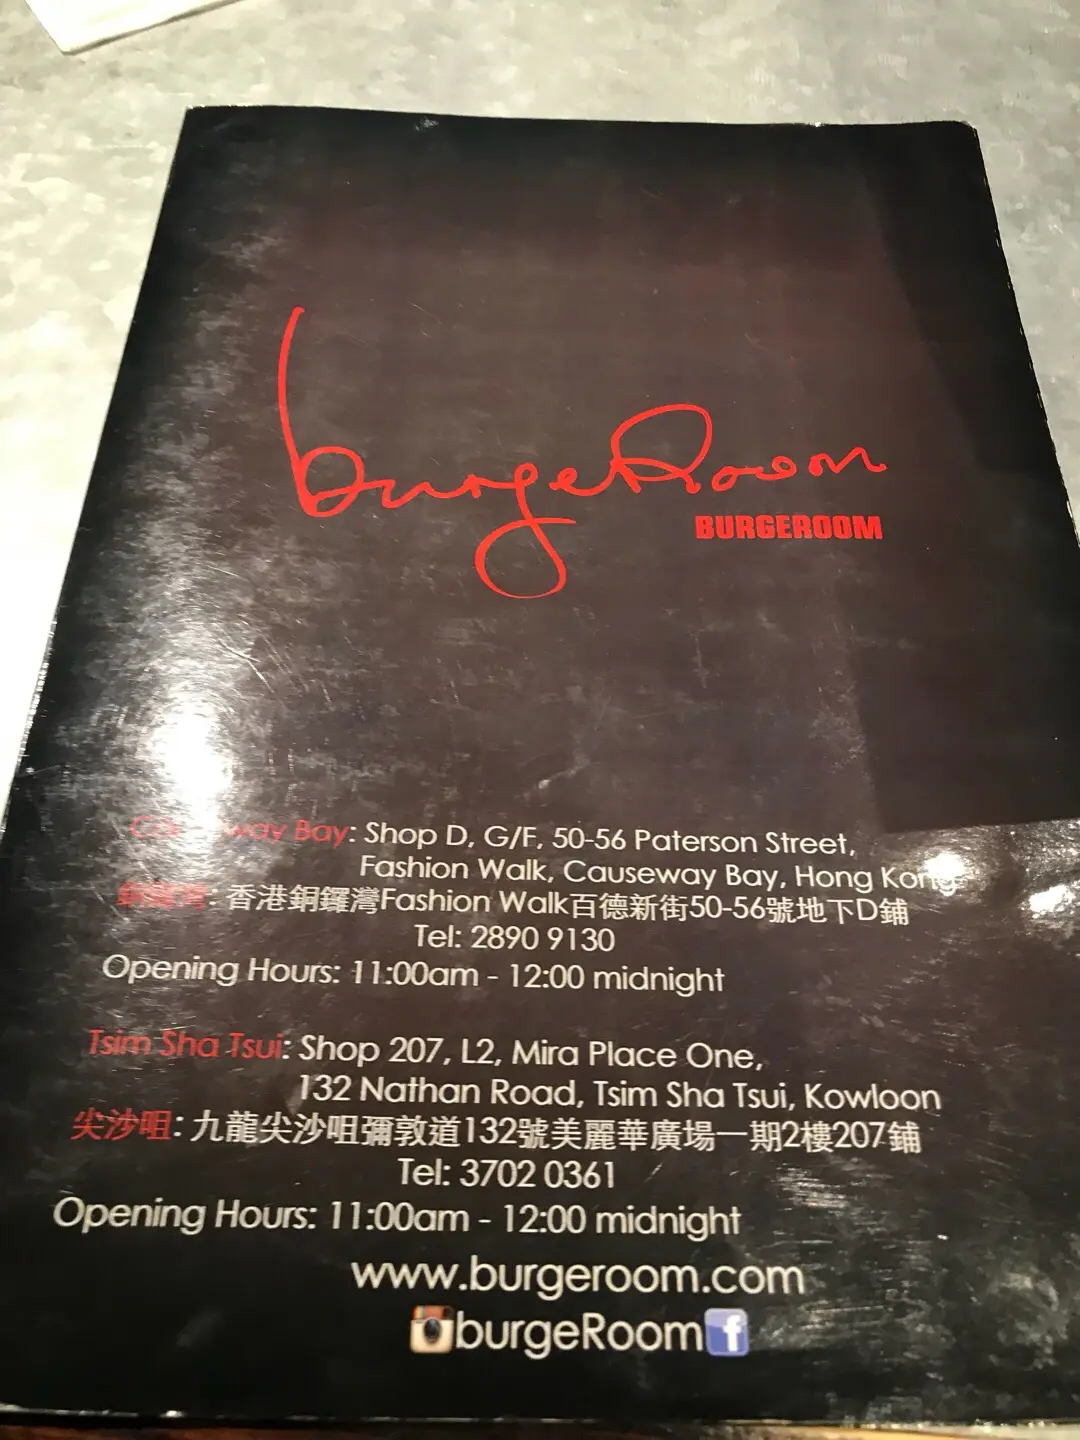 burgeRoom
BURGEROOM
Causeway Bay: Shop D, G/F, 50-56 Paterson Street,
Fashion Walk, Causeway Bay, Hong Kong
銅鑼灣: 香港銅鑼灣Fashion Walk百德新街50-56號地下D鋪
Tel: 2890 9130
Opening Hours: 11:00am - 12:00 midnight
Tsim Sha Tsui: Shop 207, L2, Mira Place One,
132 Nathan Road, Tsim Sha Tsui, Kowloon
尖沙咀: 九龍尖沙咀彌敦道132號美麗華廣場一期2樓207鋪
Tel: 3702 0361
Opening Hours: 11:00am - 12:00 midnight
www.burgeroom.com
burgeRoom